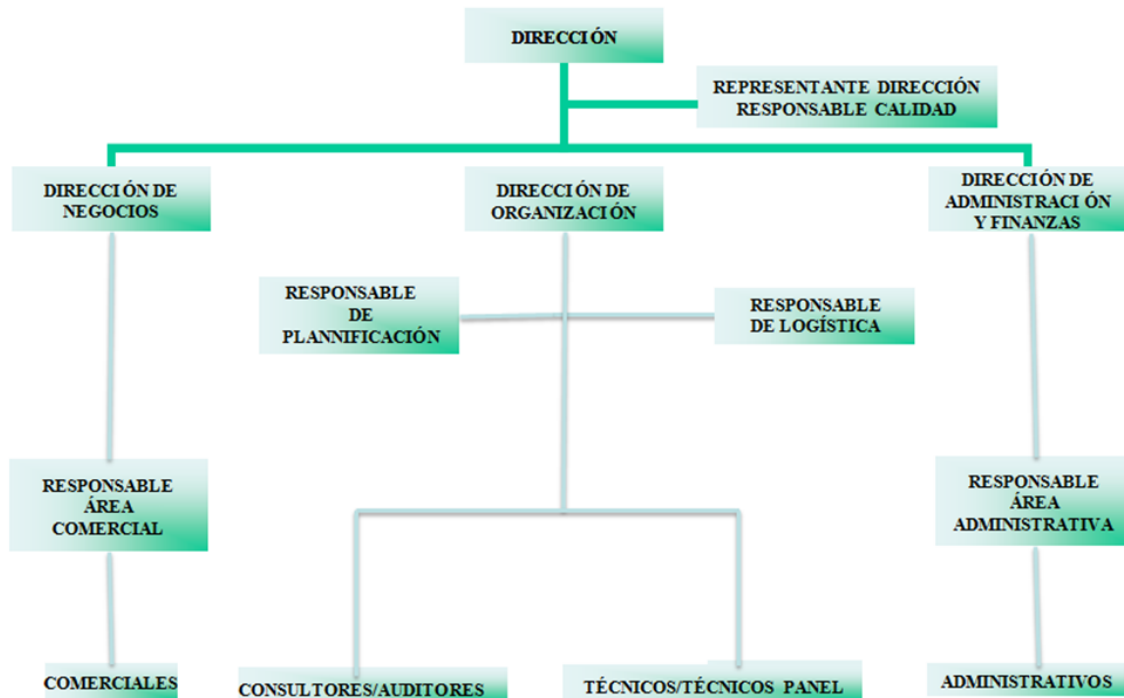 DIRECCIÓN
REPRESENTANTE DIRECCIÓN
RESPONSABLE CALIDAD
DIRECCIÓN DE
NEGOCIOS
DIRECCIÓN DE
ORGANIZACIÓN
DIRECCIÓN DE
ADMINISTRACIÓN
Y FINANZAS
RESPONSABLE
DE
PLANNIFICACIÓN
RESPONSABLE
DE LOGÍSTICA
RESPONSABLE
ÁREA
COMERCIAL
RESPONSABLE
ÁREA
ADMINISTRATIVA
COMERCIALES
CONSULTORES/AUDITORES
TÉCNICOS/TÉCNICOS PANEL
ADMINISTRATIVOS